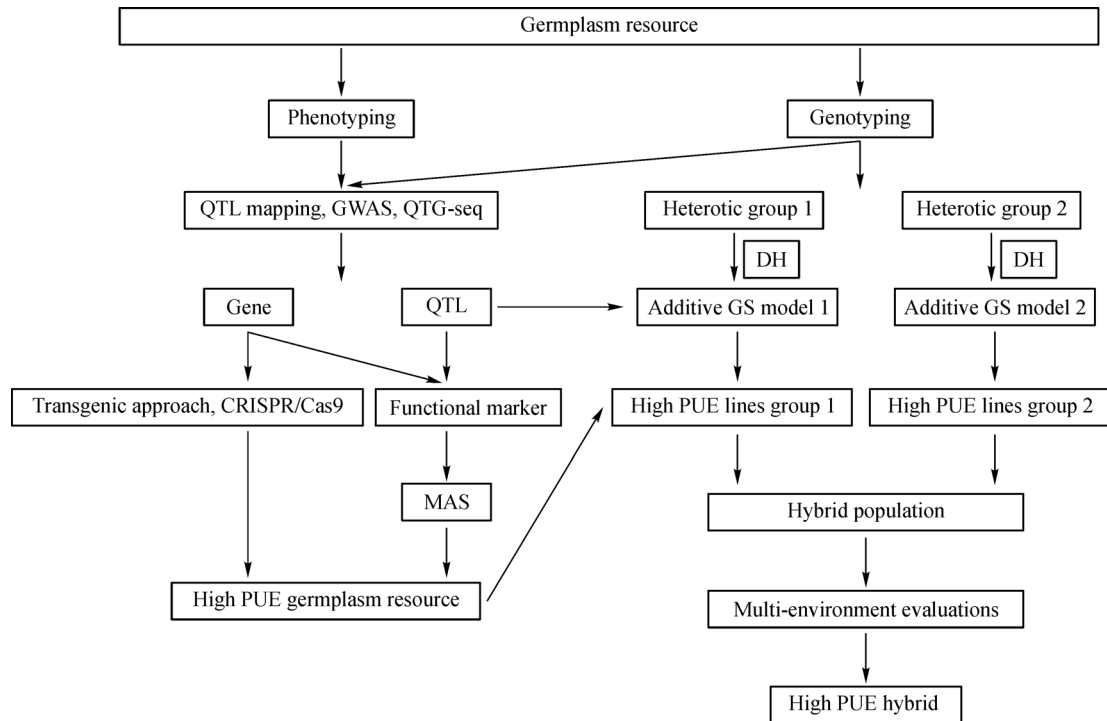 Germplasm resource
Phenotyping
Genotyping
QTL mapping, GWAS, QTG-seq
Heterotic group 1
Heterotic group 2
DH
DH
Gene
QTL
Additive GS model 1
Additive GS model 2
Transgenic approach, CRISPR/Cas9
Functional marker
High PUE lines group 1
High PUE lines group 2
MAS
Hybrid population
High PUE germplasm resource
Multi-environment evaluations
High PUE hybrid